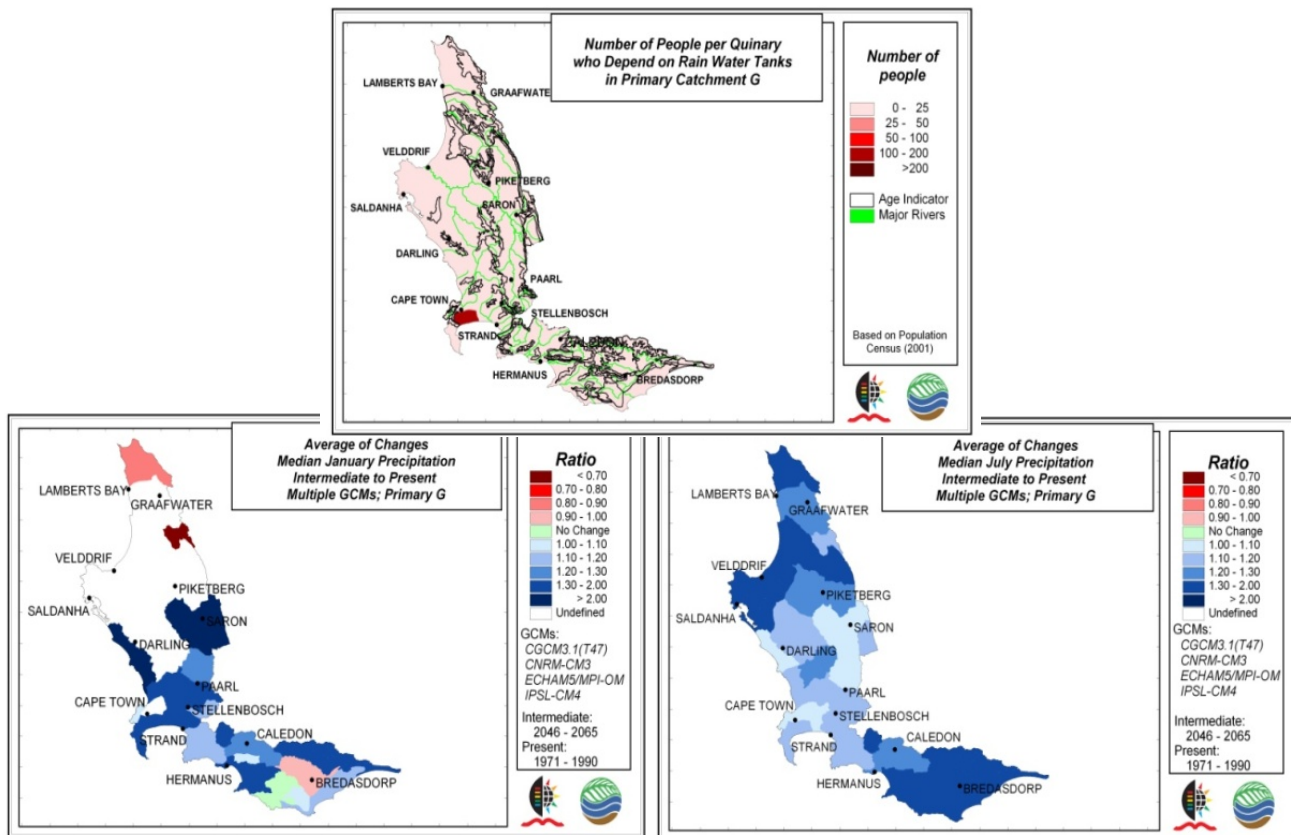 Number of People per Quinary
who Depend on Rain Water Tanks
in Primary Catchment G
Number of
people
0 - 25
25 - 50
50 - 100
100 - 200
>200
Age Indicator
Major Rivers
Based on Population
Census (2001)
LAMBERTS BAY
GRAAFWATER
VELDDRIF
PIKETBERG
SALDANHA
SARON
DARLING
PAARL
CAPE TOWN
STELLENBOSCH
STRAND
CALEDON
HERMANUS
BREDASDORP
Average of Changes
Median January Precipitation
Intermediate to Present
Multiple GCMs; Primary G
Ratio
< 0.70
0.70 - 0.80
0.80 - 0.90
0.90 - 1.00
No Change
1.00 - 1.10
1.10 - 1.20
1.20 - 1.30
1.30 - 2.00
> 2.00
Undefined
GCMs:
CGCM3.1(T47)
CNRM-CM3
ECHAM5/MPI-OM
IPSL-CM4
Intermediate:
2046 - 2065
Present:
1971 - 1990
LAMBERTS BAY
GRAAFWATER
VELDDRIF
PIKETBERG
SALDANHA
SARON
DARLING
PAARL
CAPE TOWN
STELLENBOSCH
STRAND
CALEDON
HERMANUS
BREDASDORP
Average of Changes
Median July Precipitation
Intermediate to Present
Multiple GCMs; Primary G
Ratio
< 0.70
0.70 - 0.80
0.80 - 0.90
0.90 - 1.00
No Change
1.00 - 1.10
1.10 - 1.20
1.20 - 1.30
1.30 - 2.00
> 2.00
Undefined
GCMs:
CGCM3.1(T47)
CNRM-CM3
ECHAM5/MPI-OM
IPSL-CM4
Intermediate:
2046 - 2065
Present:
1971 - 1990
LAMBERTS BAY
GRAAFWATER
VELDDRIF
PIKETBERG
SALDANHA
SARON
DARLING
PAARL
CAPE TOWN
STELLENBOSCH
STRAND
CALEDON
HERMANUS
BREDASDORP